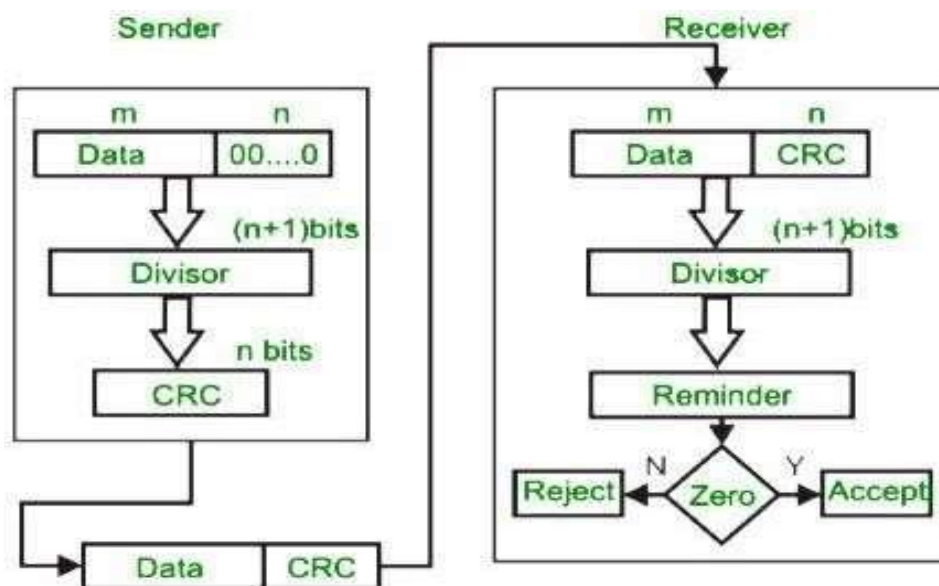 Sender
m n
Data 00....0
(n+1)bits
Divisor
n bits
CRC
Data CRC
Receiver
m n
Data CRC
(n+1)bits
Divisor
Reminder
N Y
Reject Zero Accept